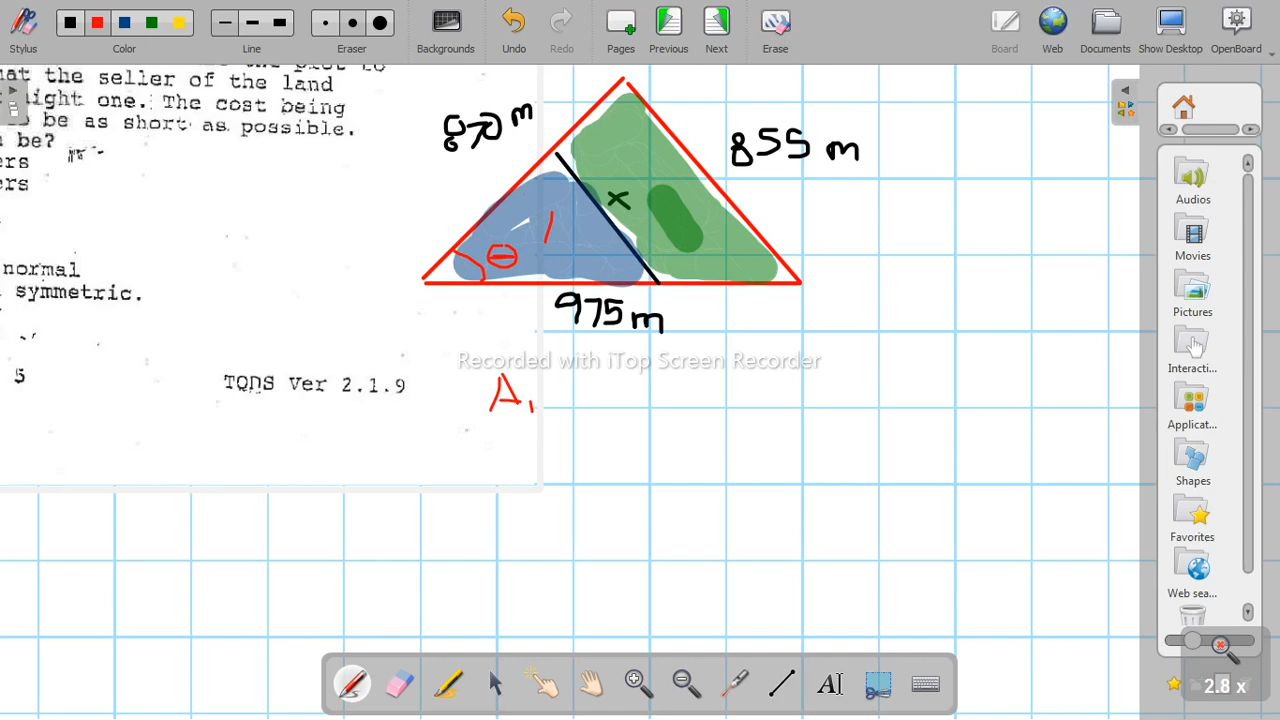 Stylus
Color
Line
Eraser
Backgrounds
Undo
Redo
Pages
Previous
Next
Erase
Board
Web
Documents
Show Desktop
OpenBoard
at the seller of the land
ight one. The cost being
o be as short as possible.
be?
ers
ers
normal
symmetric.
5
TQDS Ver 2.1.9
870 m
855 m
x
θ
1
975 m
A1
Recorded with iTop Screen Recorder
Audios
Movies
Pictures
Interacti...
Applicat...
Shapes
Favorites
Web sea...
2.8 x